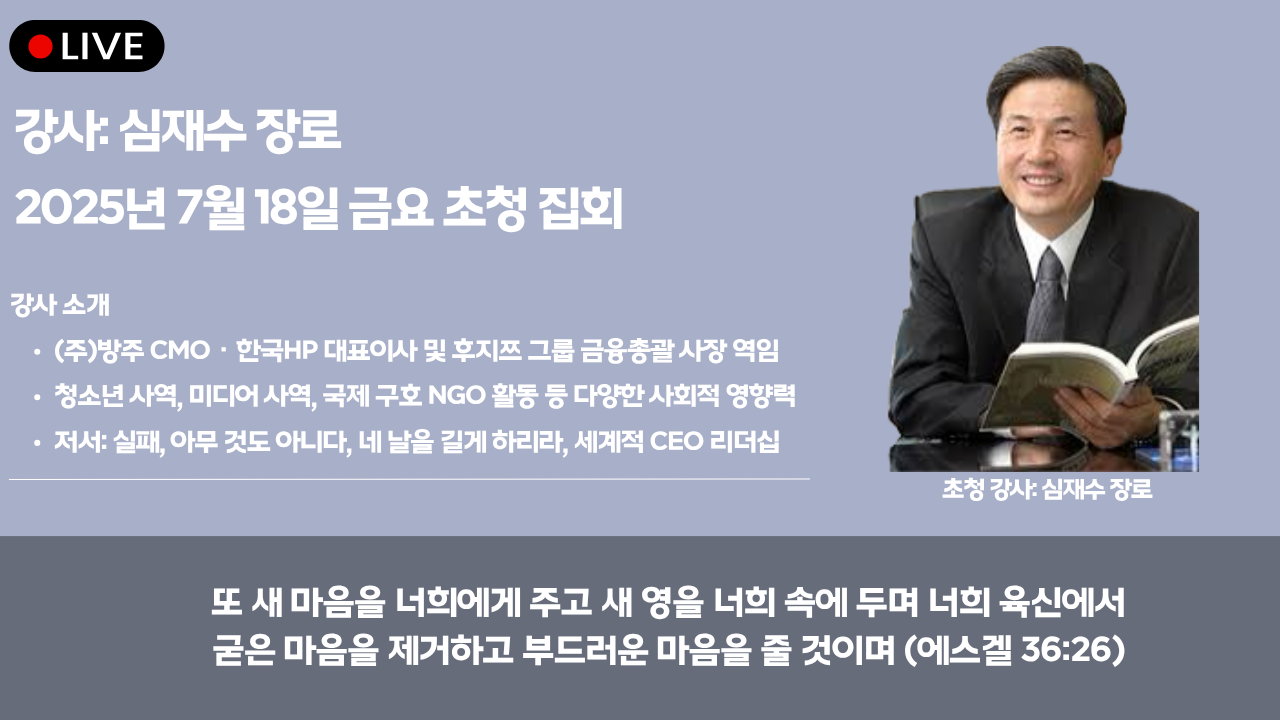 LIVE
강사: 심재수 장로
2025년 7월 18일 금요 초청 집회
강사 소개
• (주)방주 CMO · 한국HP 대표이사 및 후지쯔 그룹 금융총괄 사장 역임
• 청소년 사역, 미디어 사역, 국제 구호 NGO 활동 등 다양한 사회적 영향력
• 저서: 실패, 아무 것도 아니다, 네 날을 길게 하리라, 세계적 CEO 리더십
초청 강사: 심재수 장로
또 새 마음을 너희에게 주고 새 영을 너희 속에 두며 너희 육신에서
굳은 마음을 제거하고 부드러운 마음을 줄 것이며 (에스겔 36:26)